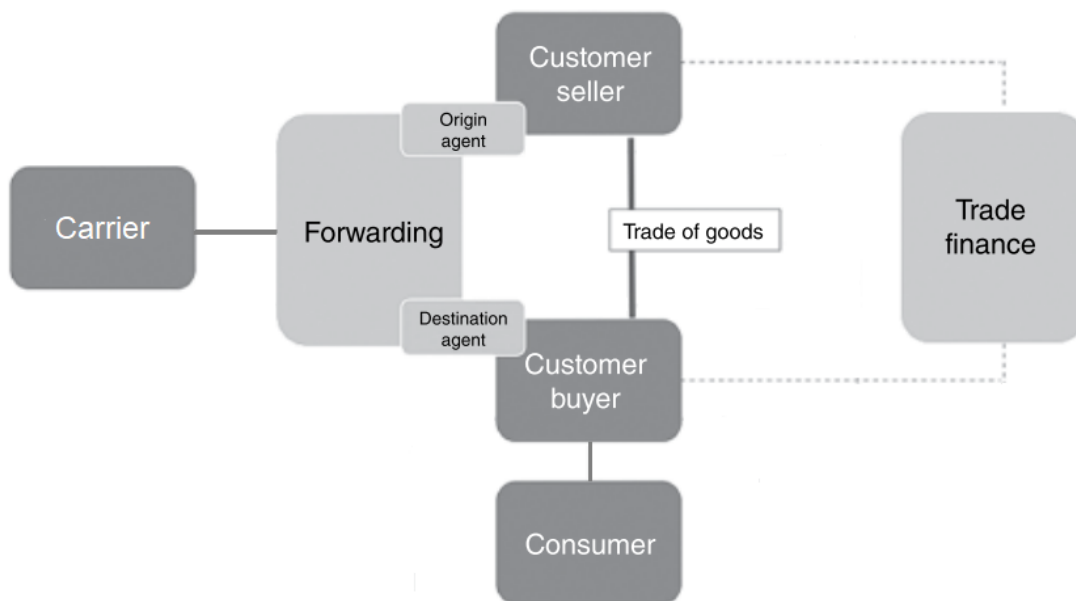 Customer
seller
Origin
agent
Carrier
Forwarding
Trade of goods
Trade
finance
Destination
agent
Customer
buyer
Consumer